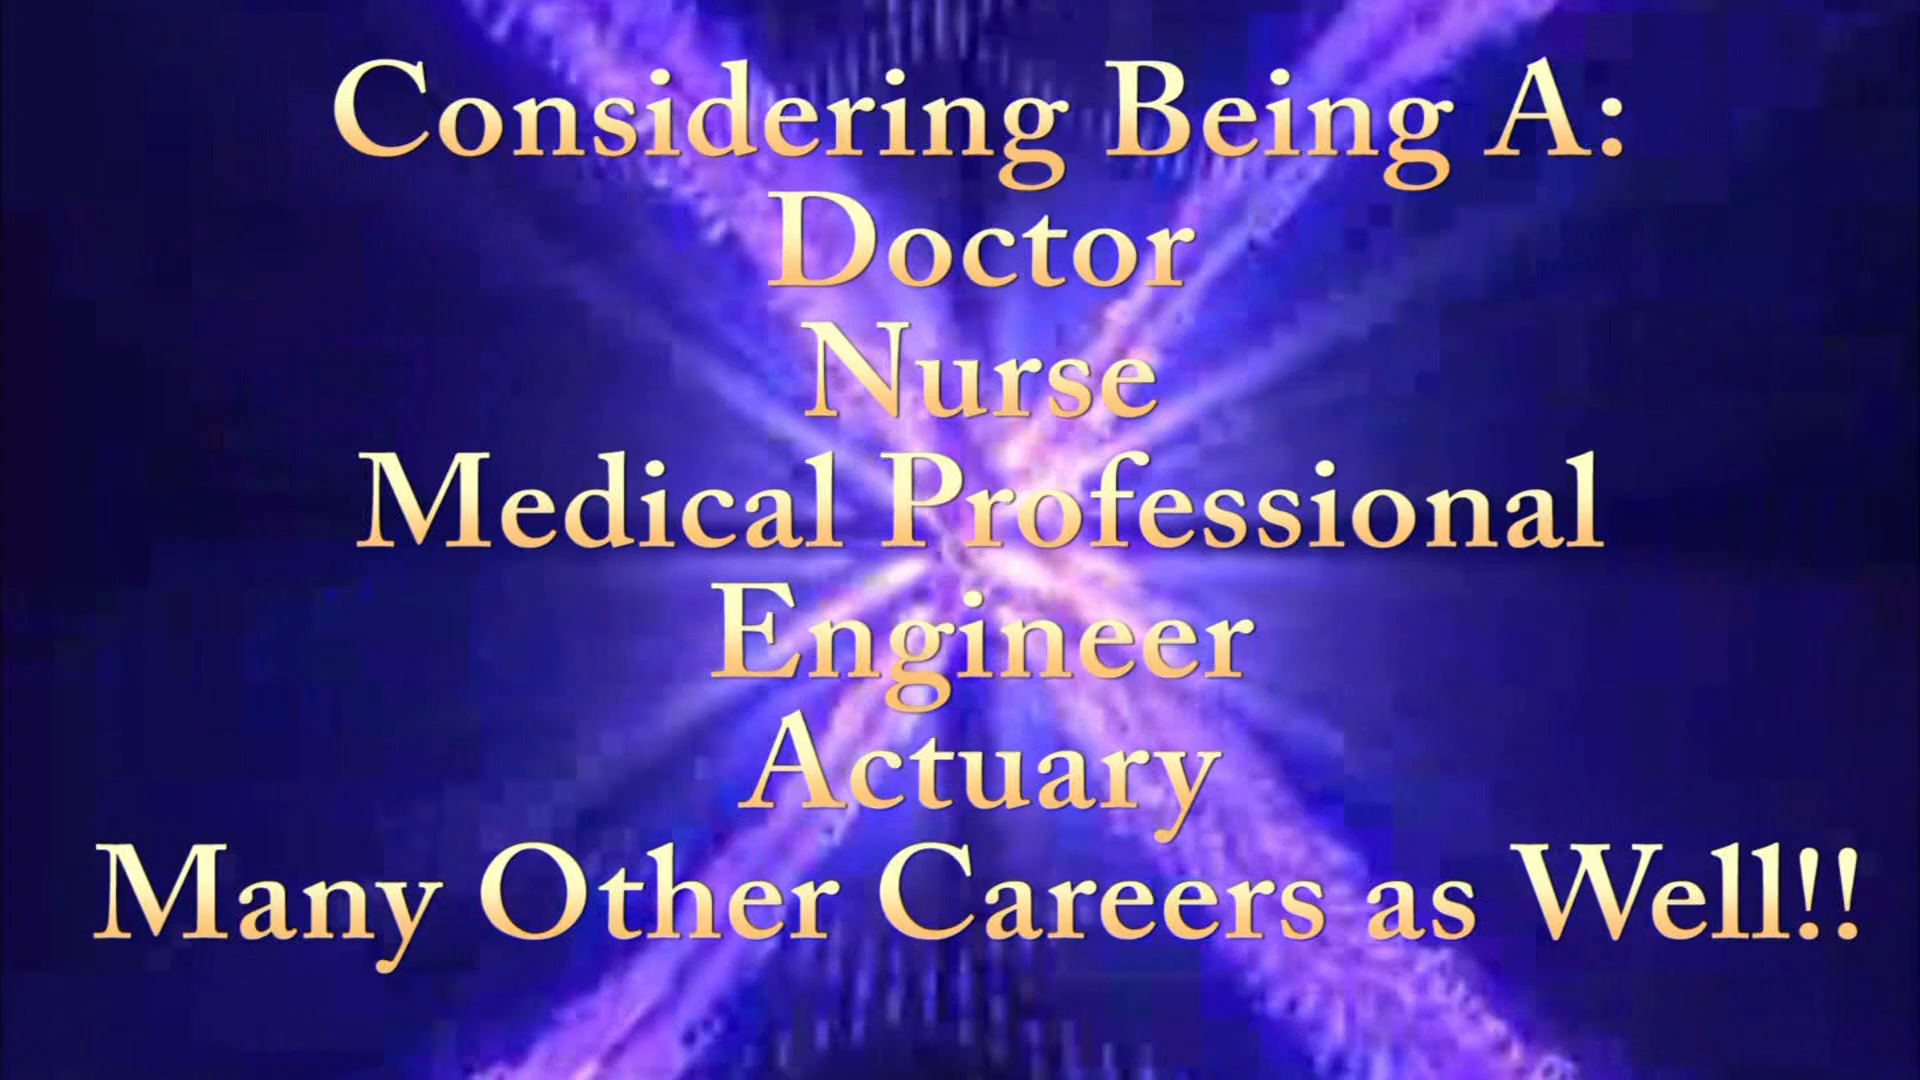 Considering Being A:
Doctor
Nurse
Medical Professional
Engineer
Actuary
Many Other Careers as Well!!